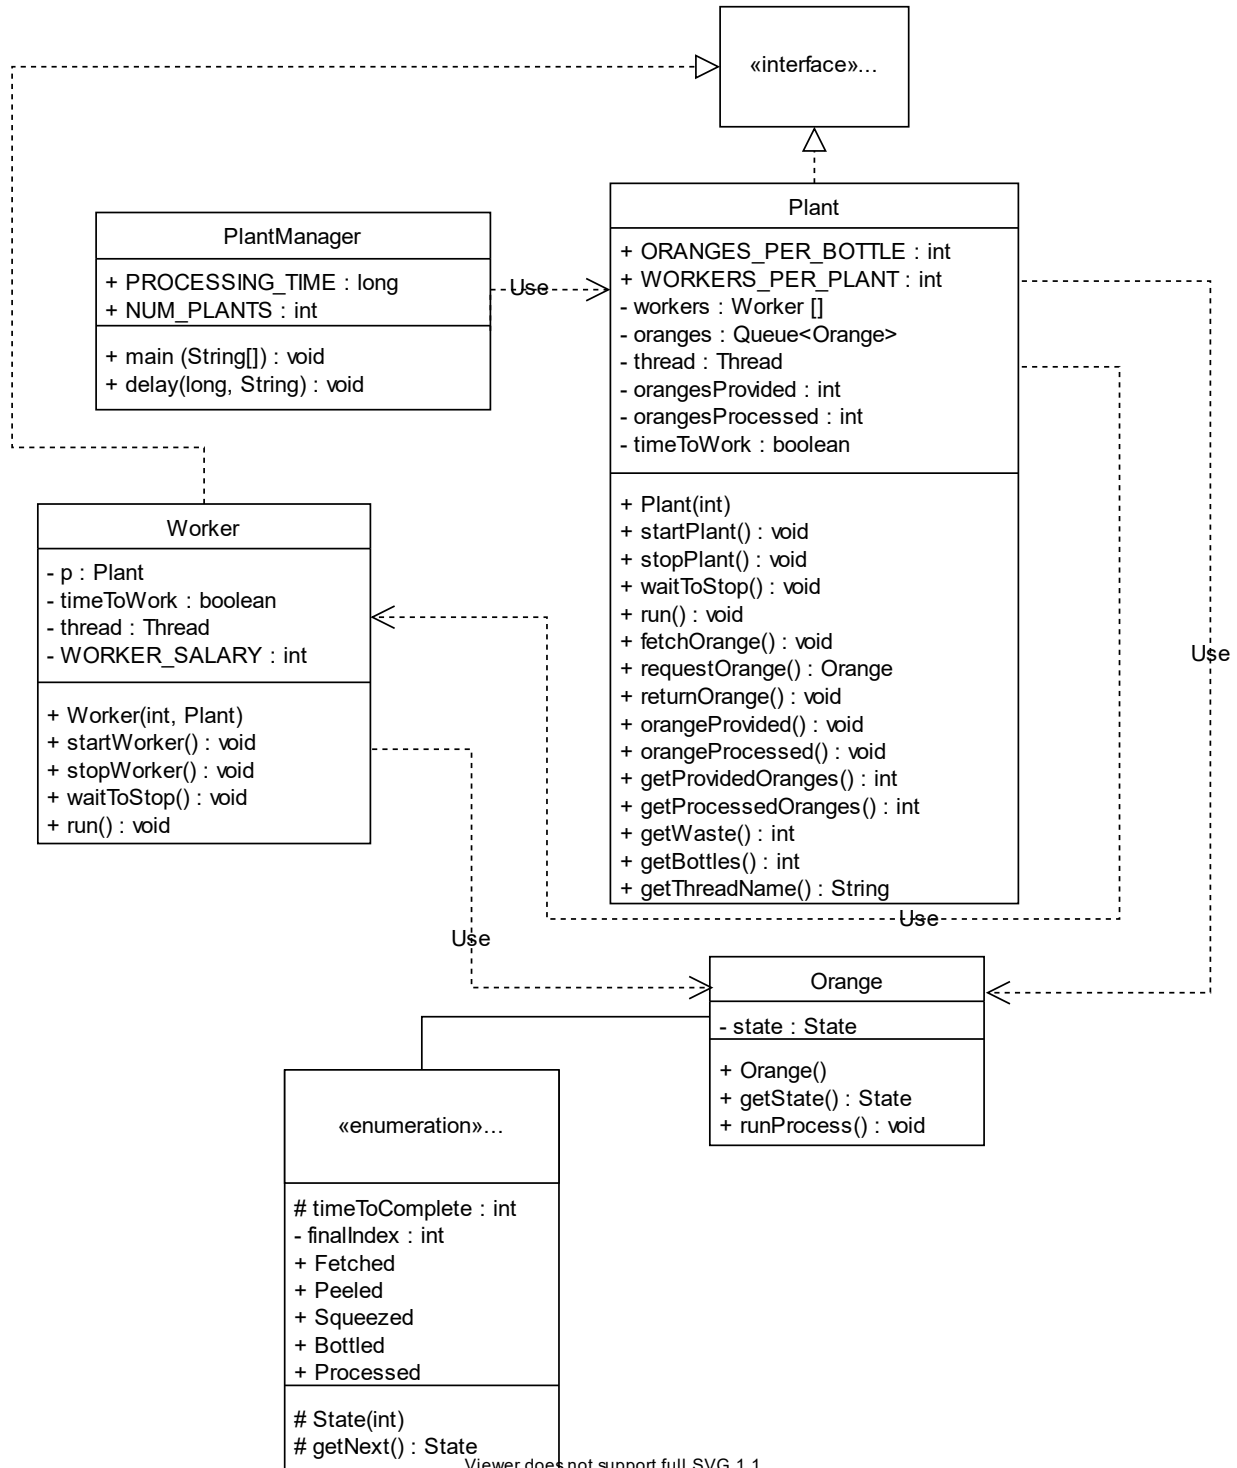 «interface»...
PlantManager
+ PROCESSING_TIME : long
+ NUM_PLANTS : int
+ main (String[]) : void
+ delay(long, String) : void
Use
Plant
+ ORANGES_PER_BOTTLE : int
+ WORKERS_PER_PLANT : int
- workers : Worker []
- oranges : Queue<Orange>
- thread : Thread
- orangesProvided : int
- orangesProcessed : int
- timeToWork : boolean
+ Plant(int)
+ startPlant() : void
+ stopPlant() : void
+ waitToStop() : void
+ run() : void
+ fetchOrange() : void
+ requestOrange() : Orange
+ returnOrange() : void
+ orangeProvided() : void
+ orangeProcessed() : void
+ getProvidedOranges() : int
+ getProcessedOranges() : int
+ getWaste() : int
+ getBottles() : int
+ getThreadName() : String
Worker
- p : Plant
- timeToWork : boolean
- thread : Thread
- WORKER_SALARY : int
+ Worker(int, Plant)
+ startWorker() : void
+ stopWorker() : void
+ waitToStop() : void
+ run() : void
Use
Use
Use
Orange
- state : State
+ Orange()
+ getState() : State
+ runProcess() : void
«enumeration»...
# timeToComplete : int
- finalIndex : int
+ Fetched
+ Peeled
+ Squeezed
+ Bottled
+ Processed
# State(int)
# getNext() : State
Viewer does not support full SVG 1.1